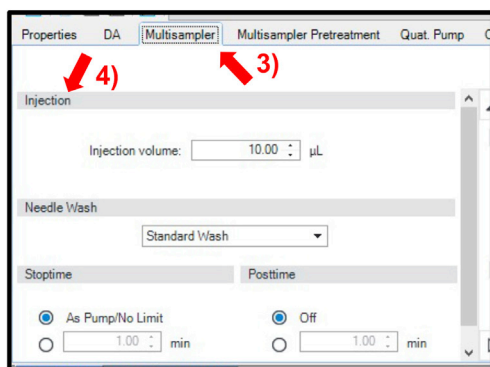 Properties DA Multisampler Multisampler Pretreatment Quat. Pump
4) 3)
Injection
Injection volume: 10.00 µL
Needle Wash
Standard Wash
Stoptime Posttime
As Pump/No Limit Off
1.00 min 1.00 min